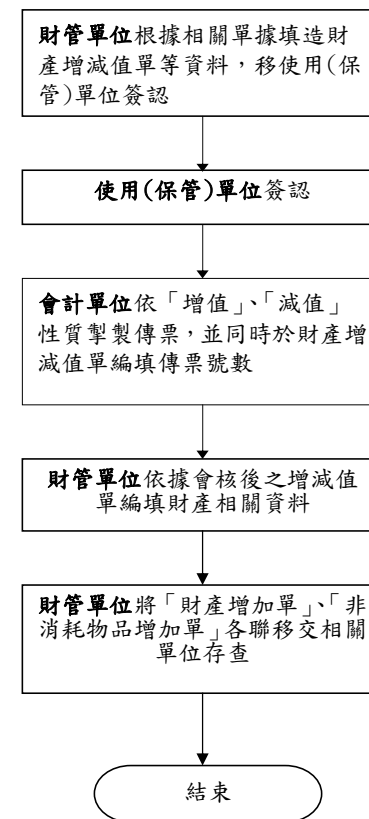 財管單位根據相關單據填造財
產增減值單等資料，移使用(保
管)單位簽認
使用(保管)單位簽認
會計單位依「增值」、「減值」
性質掣製傳票，並同時於財產增
減值單編填傳票號數
財管單位依據會核後之增減值
單編填財產相關資料
財管單位將「財產增加單」、「非
消耗物品增加單」各聯移交相關
單位存查
結束